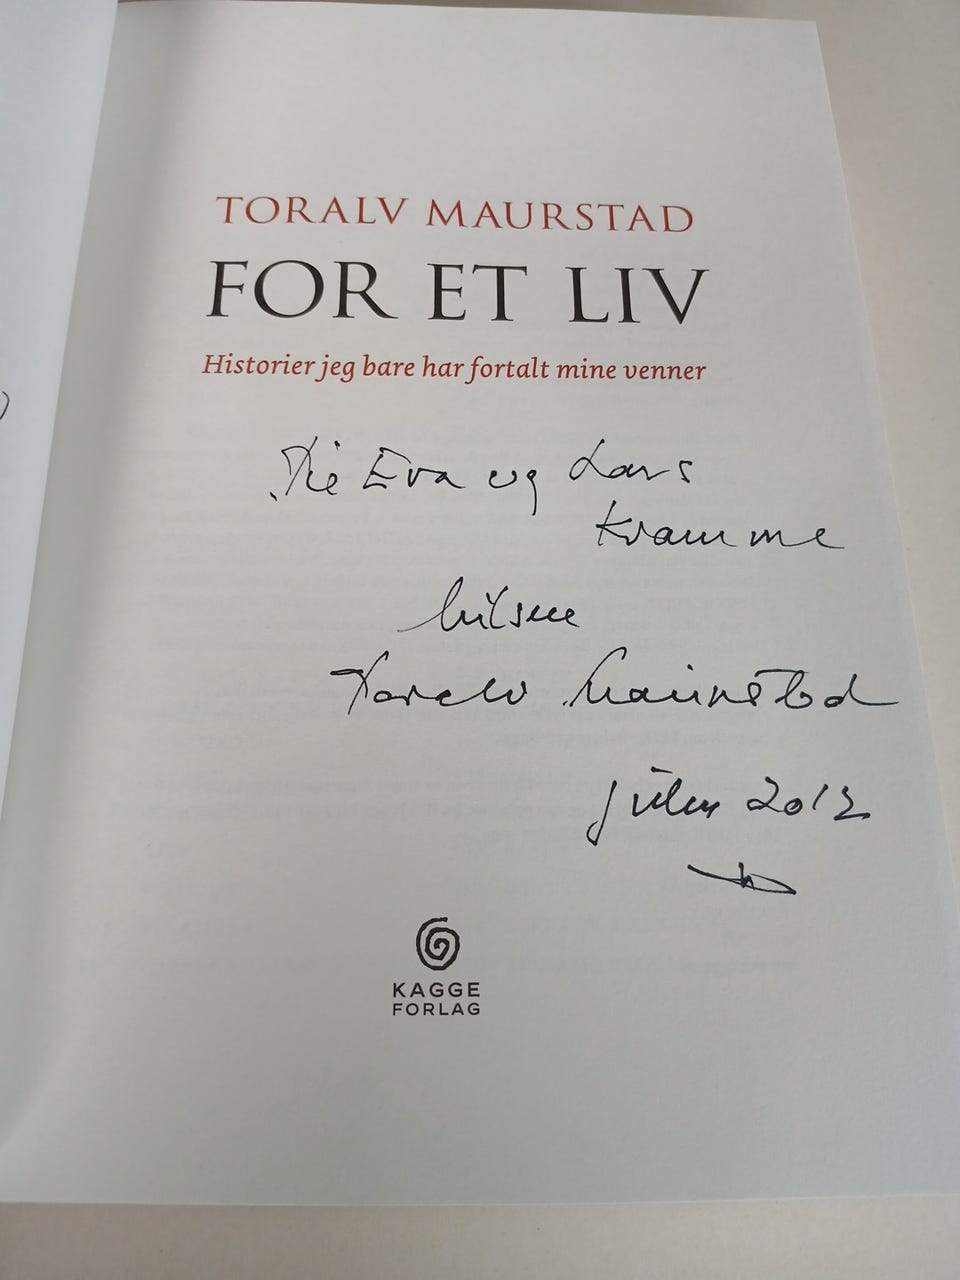 TORALV MAURSTAD
FOR ET LIV
Historier jeg bare har fortalt mine venner
Til Eva og Lars
Kramme
hilsen
Toralv Maurstad
julen 2012
KAGGE
FORLAG